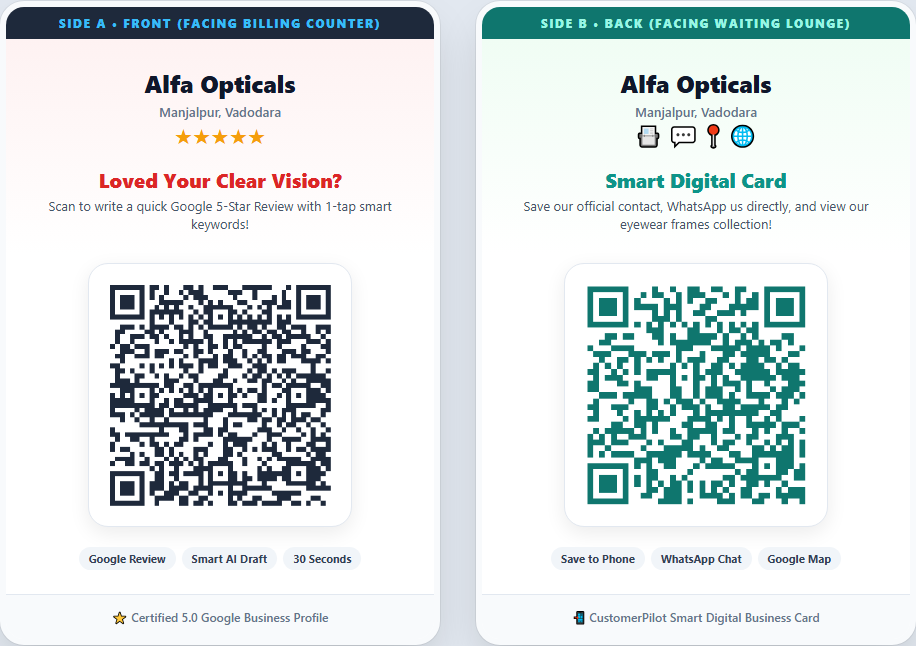 SIDE A • FRONT (FACING BILLING COUNTER)
Alfa Opticals
Manjalpur, Vadodara
Loved Your Clear Vision?
Scan to write a quick Google 5-Star Review with 1-tap smart
keywords!
Google Review
Smart AI Draft
30 Seconds
Certified 5.0 Google Business Profile
SIDE B • BACK (FACING WAITING LOUNGE)
Alfa Opticals
Manjalpur, Vadodara
Smart Digital Card
Save our official contact, WhatsApp us directly, and view our
eyewear frames collection!
Save to Phone
WhatsApp Chat
Google Map
CustomerPilot Smart Digital Business Card